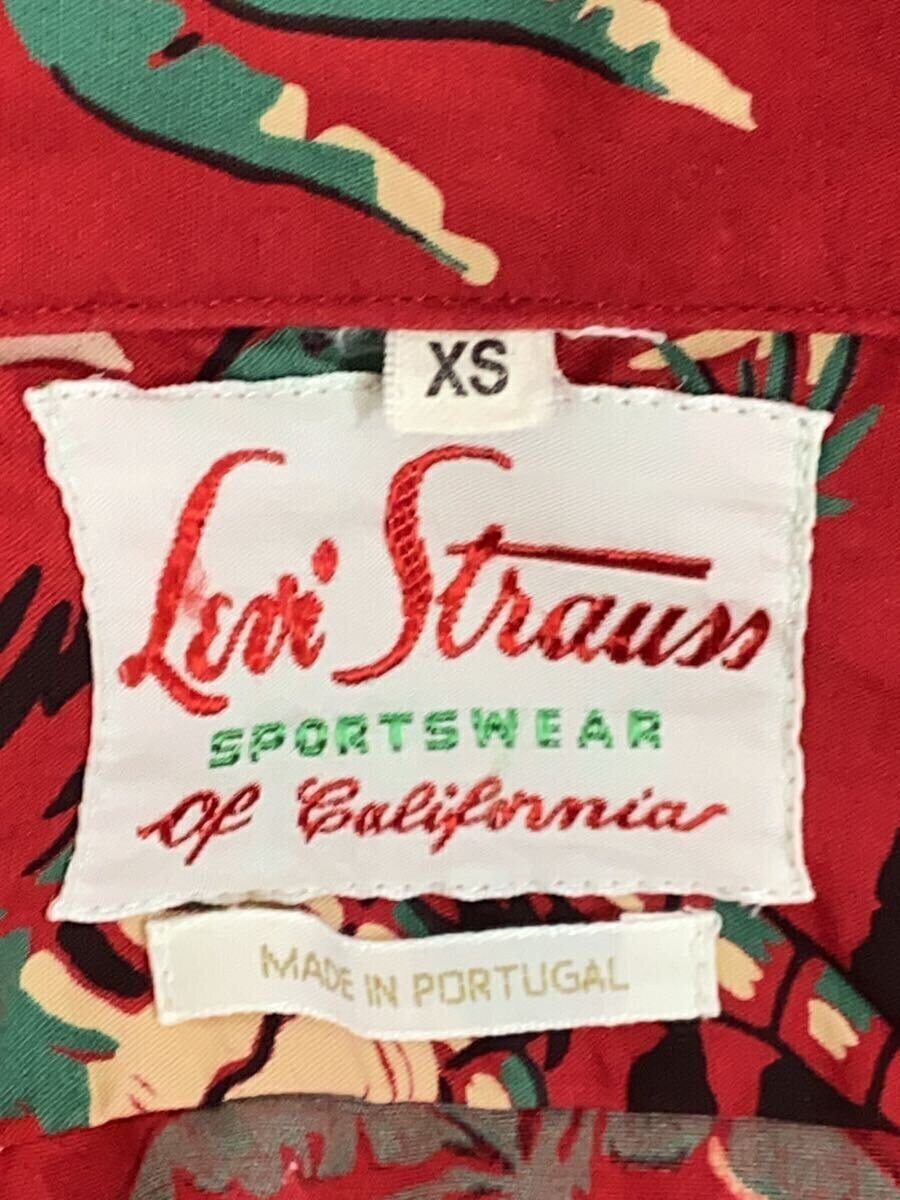 XS
Levi Strauss
SPORTSWEAR
Of California
MADE IN PORTUGAL